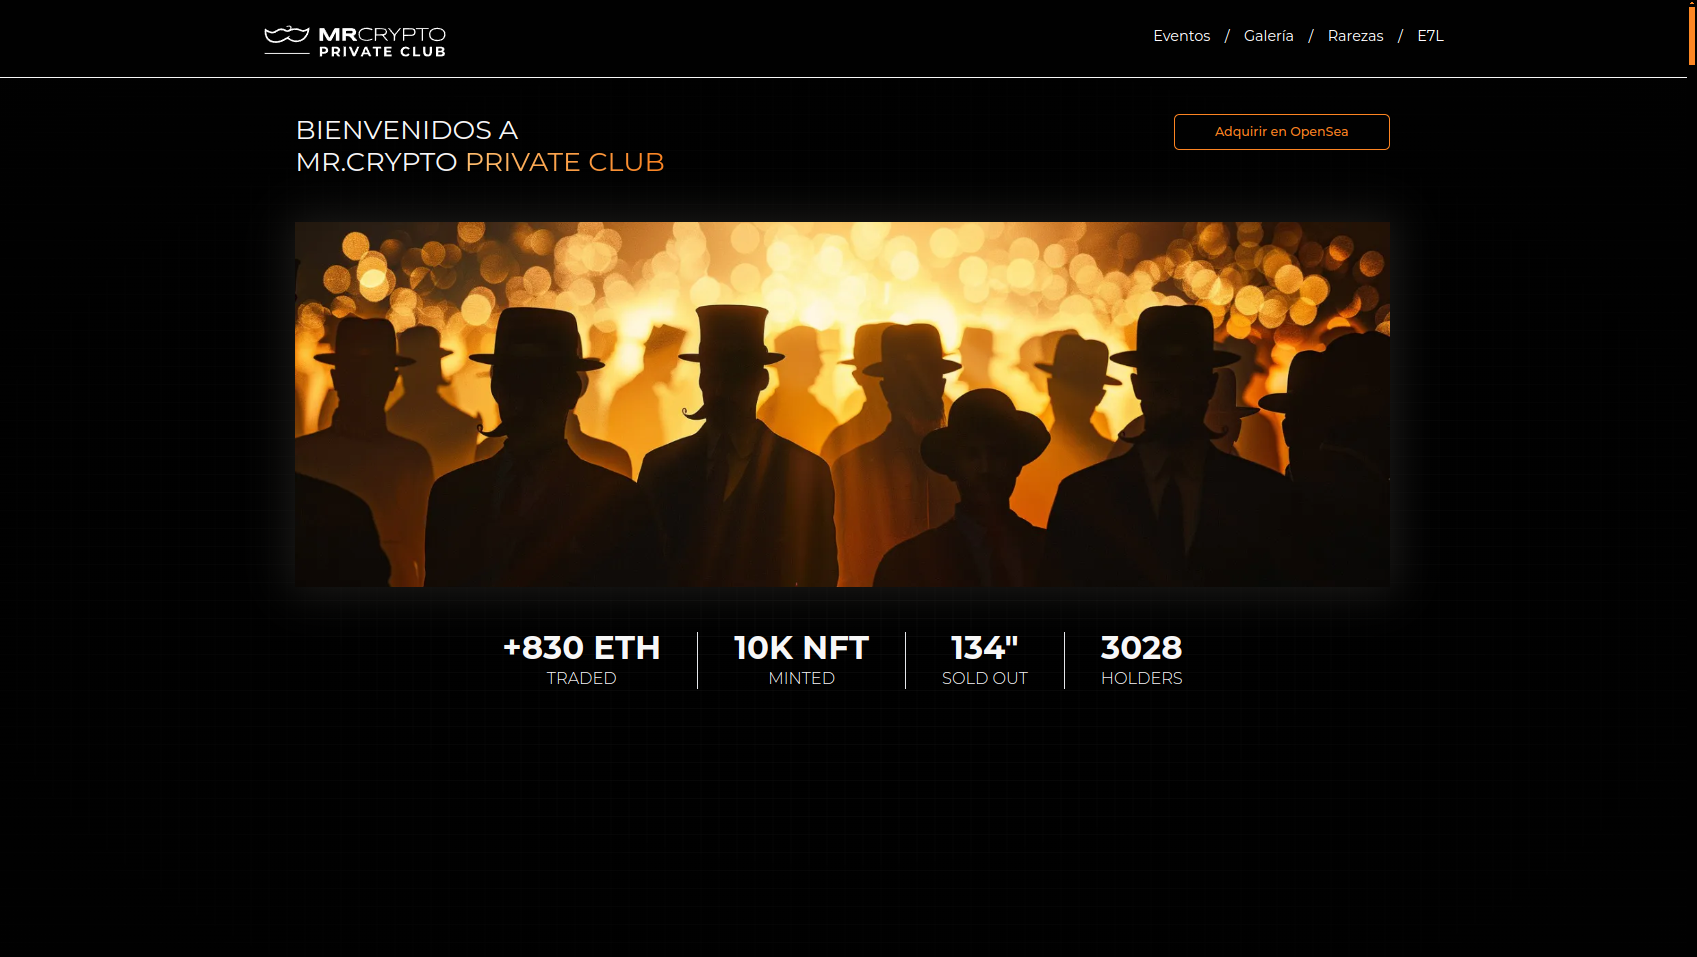 MRCRYPTO
PRIVATE CLUB
Eventos / Galería / Rarezas / E7L
BIENVENIDOS A
MR.CRYPTO PRIVATE CLUB
Adquirir en OpenSea
+830 ETH
TRADED
10K NFT
MINTED
134"
SOLD OUT
3028
HOLDERS